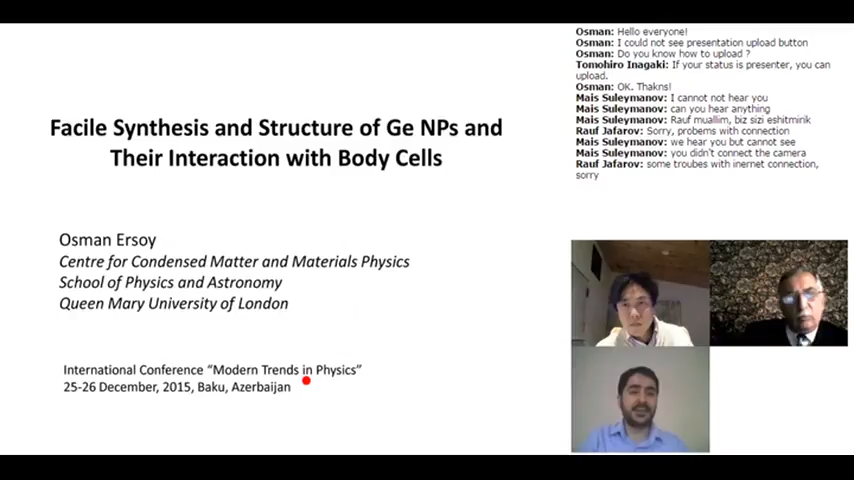 Facile Synthesis and Structure of Ge NPs and
Their Interaction with Body Cells
Osman Ersoy
Centre for Condensed Matter and Materials Physics
School of Physics and Astronomy
Queen Mary University of London
International Conference “Modern Trends in Physics”
25-26 December, 2015, Baku, Azerbaijan
Osman: Hello everyone!
Osman: I could not see presentation upload button
Osman: Do you know how to upload ?
Tomohiro Inagaki: If your status is presenter, you can
upload.
Osman: OK. Thakns!
Mais Suleymanov: I cannot not hear you
Mais Suleymanov: can you hear anything
Mais Suleymanov: Rauf muallim, biz sizi eshitmirik
Rauf Jafarov: Sorry, probems with connection
Mais Suleymanov: we hear you but cannot see
Mais Suleymanov: you didn't connect the camera
Rauf Jafarov: some troubes with inernet connection,
sorry